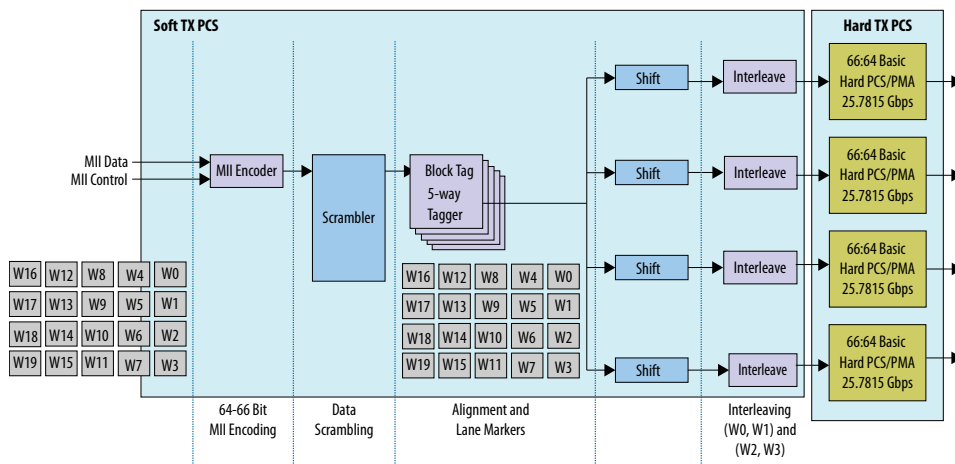 Soft TX PCS
Hard TX PCS
MII Data
MII Control
MII Encoder
Scrambler
Block Tag
5-way
Tagger
Shift
Interleave
66:64 Basic
Hard PCS/PMA
25.7815 Gbps
Shift
Interleave
66:64 Basic
Hard PCS/PMA
25.7815 Gbps
Shift
Interleave
66:64 Basic
Hard PCS/PMA
25.7815 Gbps
Shift
Interleave
66:64 Basic
Hard PCS/PMA
25.7815 Gbps
W16 W12 W8 W4 W0
W17 W13 W9 W5 W1
W18 W14 W10 W6 W2
W19 W15 W11 W7 W3
W16 W12 W8 W4 W0
W17 W13 W9 W5 W1
W18 W14 W10 W6 W2
W19 W15 W11 W7 W3
64-66 Bit
MII Encoding
Data
Scrambling
Alignment and
Lane Markers
Interleaving
(W0, W1) and
(W2, W3)